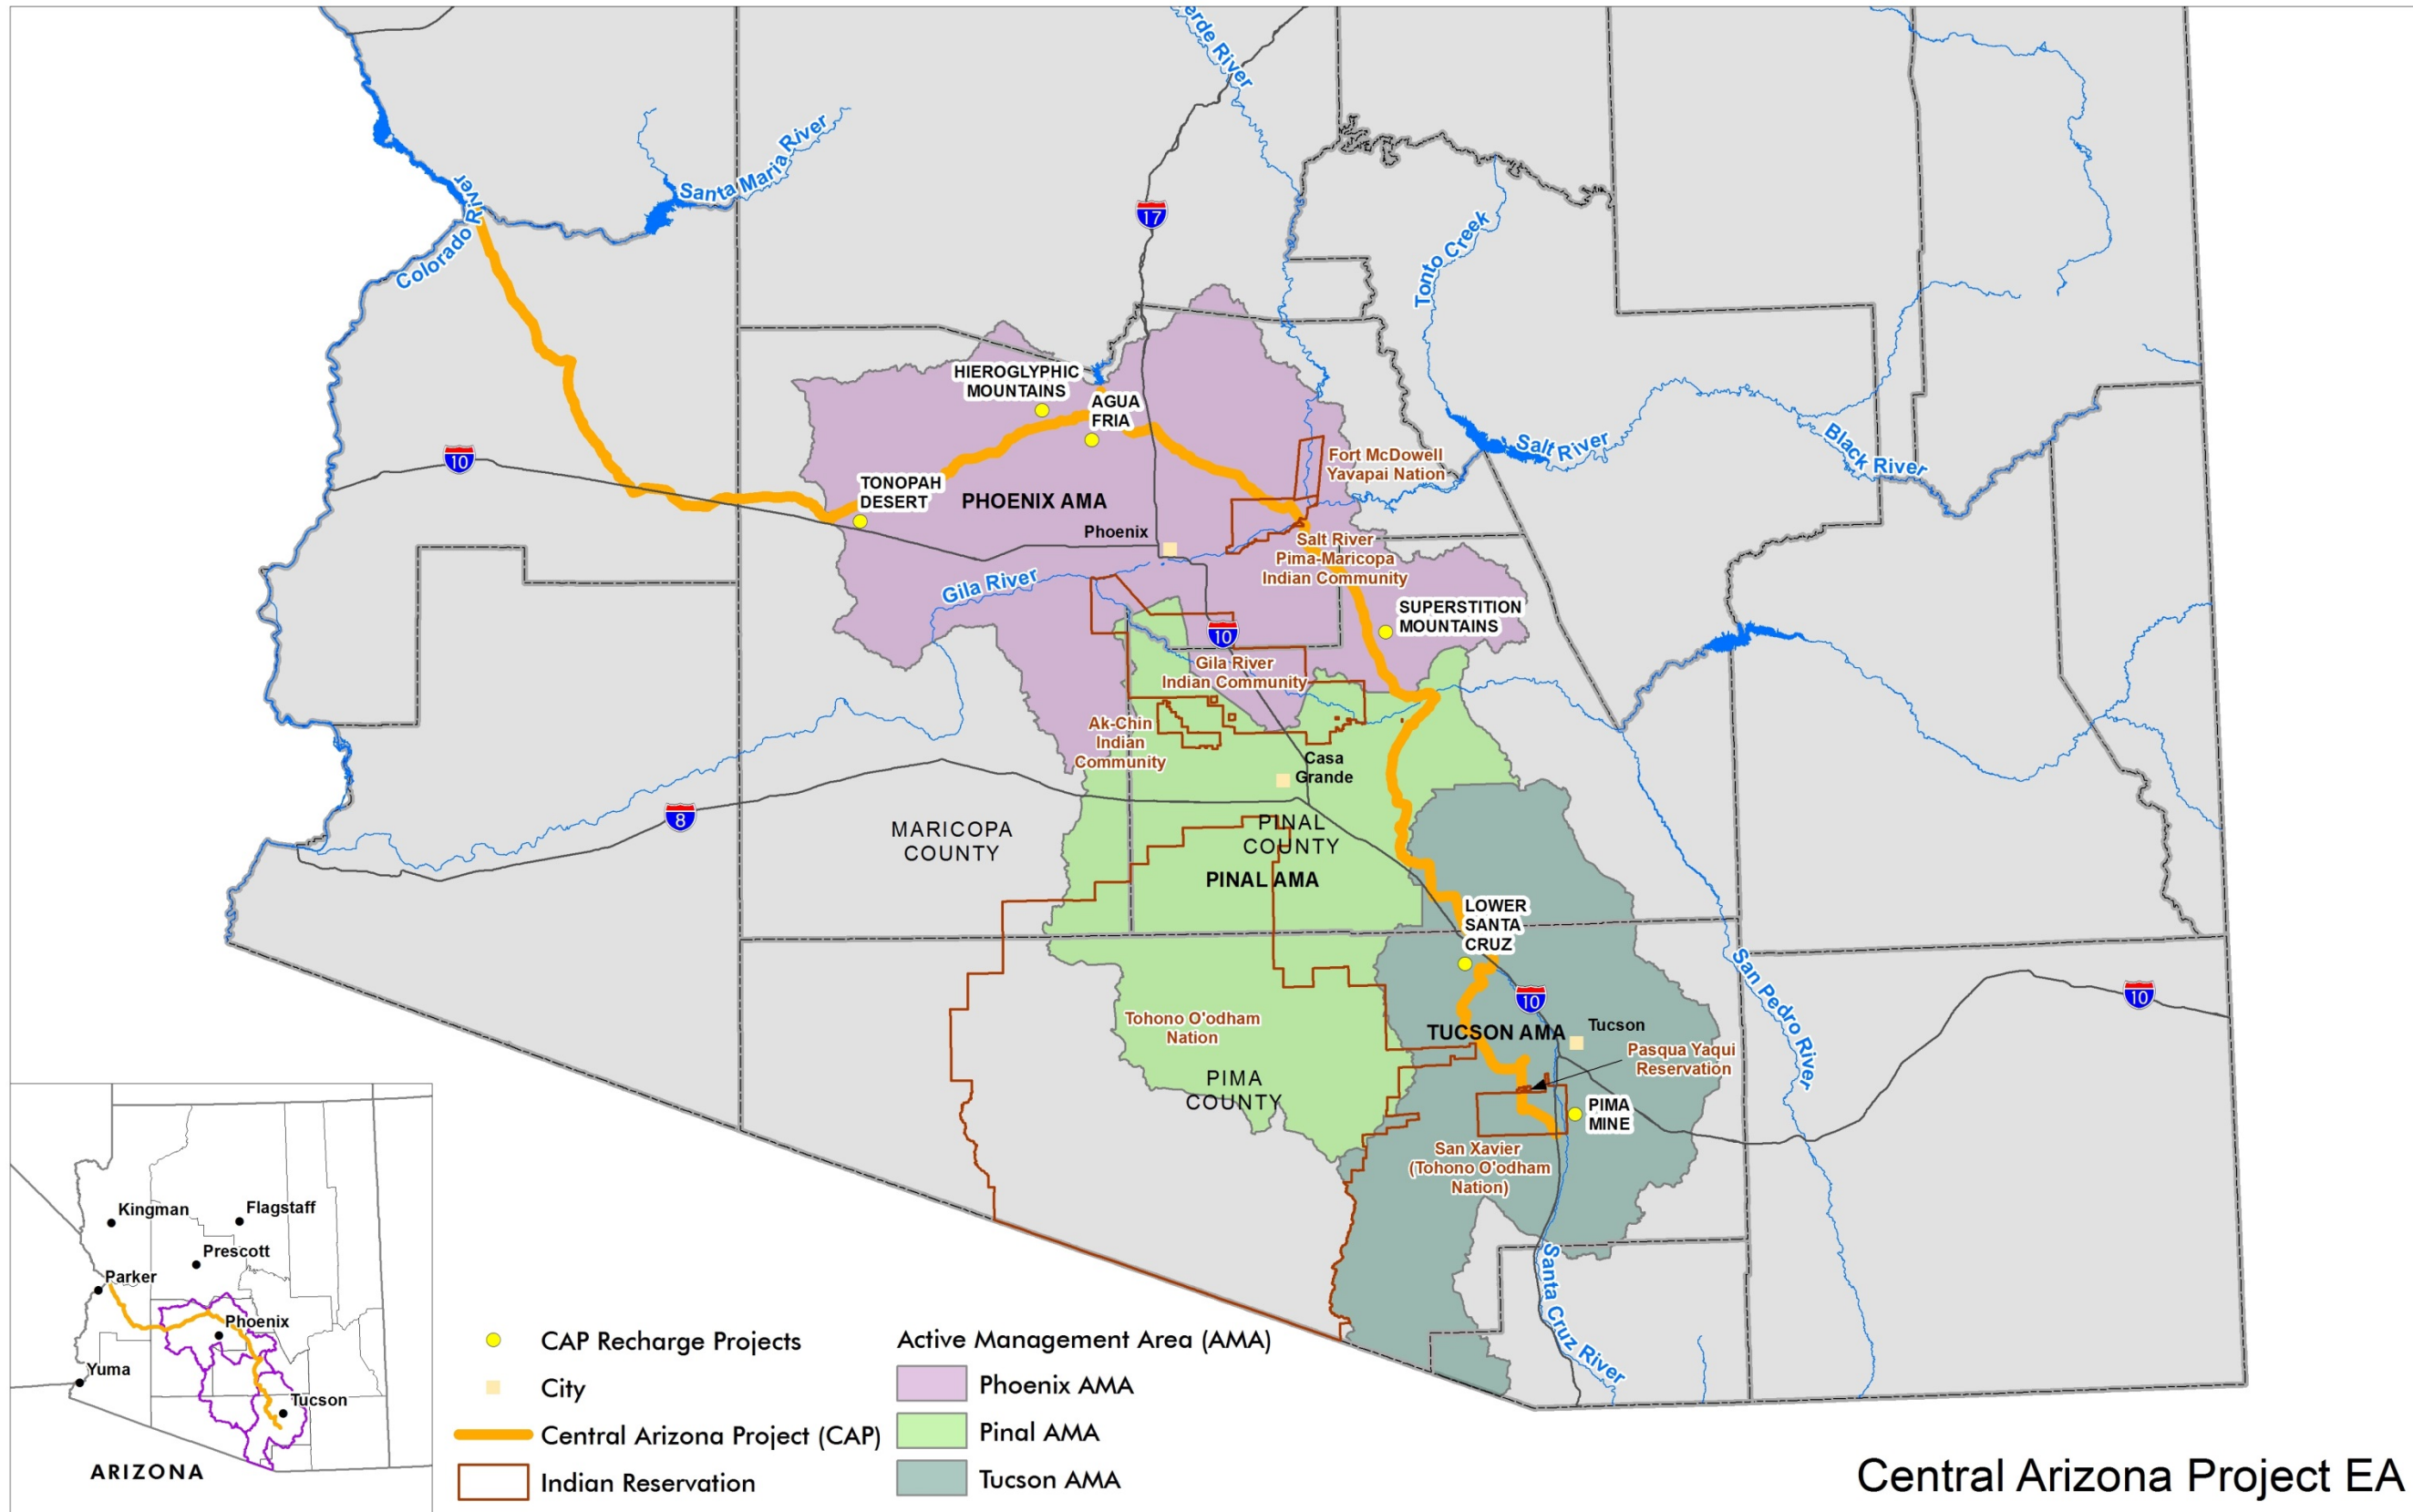 Verde River
17
Santa Maria River
Colorado River
Tonto Creek
HIEROGLYPHIC
MOUNTAINS
AGUA
FRIA
Salt River
Black River
10
Fort McDowell
Yavapai Nation
TONOPAH
DESERT
PHOENIX AMA
Phoenix
Salt River
Pima-Maricopa
Indian Community
Gila River
SUPERSTITION
MOUNTAINS
10
Gila River
Indian Community
Ak-Chin
Indian
Community
Casa
Grande
8
MARICOPA
COUNTY
PINAL
COUNTY
PINAL AMA
LOWER
SANTA
CRUZ
San Pedro River
10
10
Tohono O'odham
Nation
TUCSON AMA
Tucson
Pasqua Yaqui
Reservation
PIMA
COUNTY
PIMA
MINE
San Xavier
(Tohono O'odham
Nation)
Santa Cruz River
Kingman
Flagstaff
Prescott
Parker
Phoenix
Yuma
Tucson
ARIZONA
CAP Recharge Projects
City
Central Arizona Project (CAP)
Indian Reservation
Active Management Area (AMA)
Phoenix AMA
Pinal AMA
Tucson AMA
Central Arizona Project EA